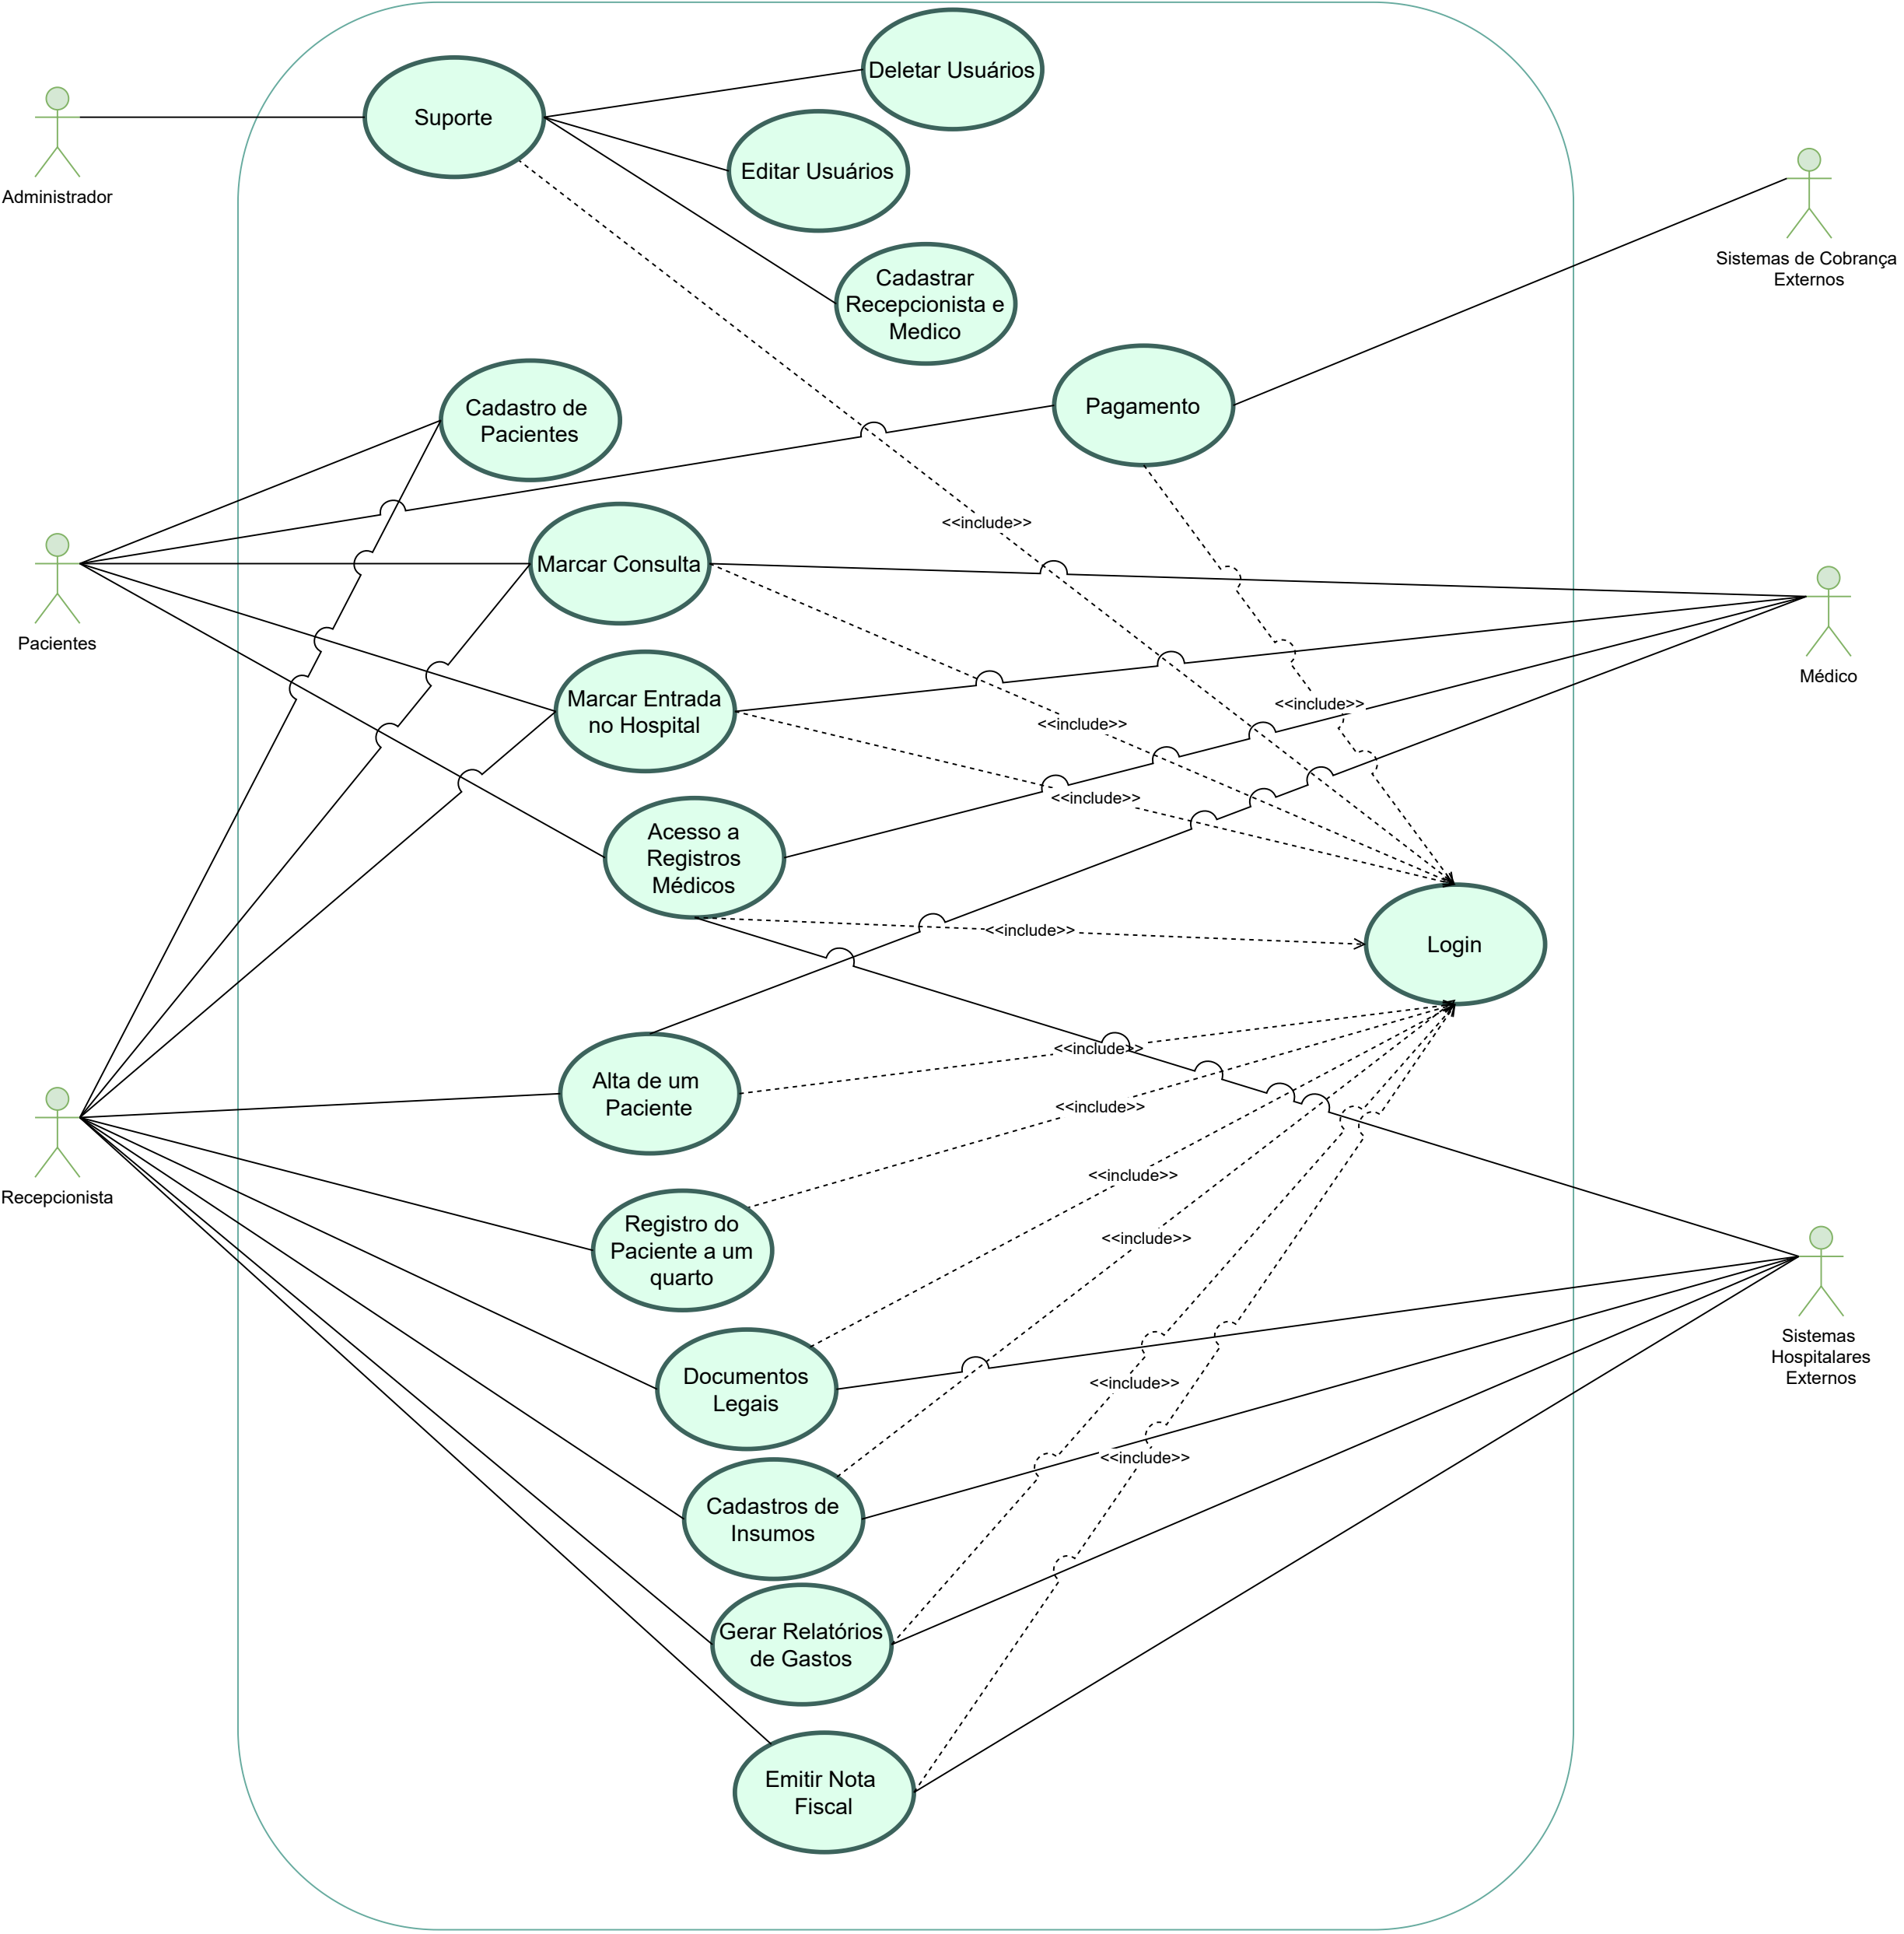 Deletar Usuários
Suporte
Editar Usuários
Administrador
Sistemas de Cobrança
Externos
Cadastrar
Recepcionista e
Medico
Cadastro de
Pacientes
Pagamento
<<include>>
Marcar Consulta
Pacientes
Médico
Marcar Entrada
no Hospital
<<include>>
<<include>>
<<include>>
Acesso a
Registros
Médicos
<<include>>
Login
Alta de um
Paciente
<<include>>
<<include>>
Recepcionista
<<include>>
Registro do
Paciente a um
quarto
<<include>>
Sistemas
Hospitalares
Externos
Documentos
Legais
<<include>>
<<include>>
Cadastros de
Insumos
Gerar Relatórios
de Gastos
Emitir Nota
Fiscal